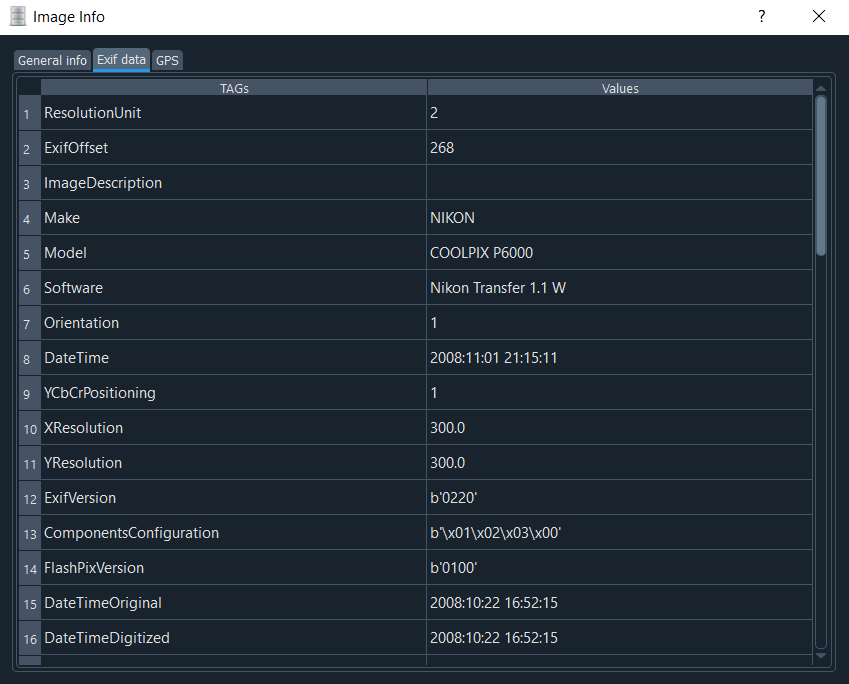 Image Info ?
General info Exif data GPS
TAGs Values
1 ResolutionUnit 2
2 ExifOffset 268
3 ImageDescription
4 Make NIKON
5 Model COOLPIX P6000
6 Software Nikon Transfer 1.1 W
7 Orientation 1
8 DateTime 2008:11:01 21:15:11
9 YCbCrPositioning 1
10 XResolution 300.0
11 YResolution 300.0
12 ExifVersion b'0220'
13 ComponentsConfiguration b'\x01\x02\x03\x00'
14 FlashPixVersion b'0100'
15 DateTimeOriginal 2008:10:22 16:52:15
16 DateTimeDigitized 2008:10:22 16:52:15